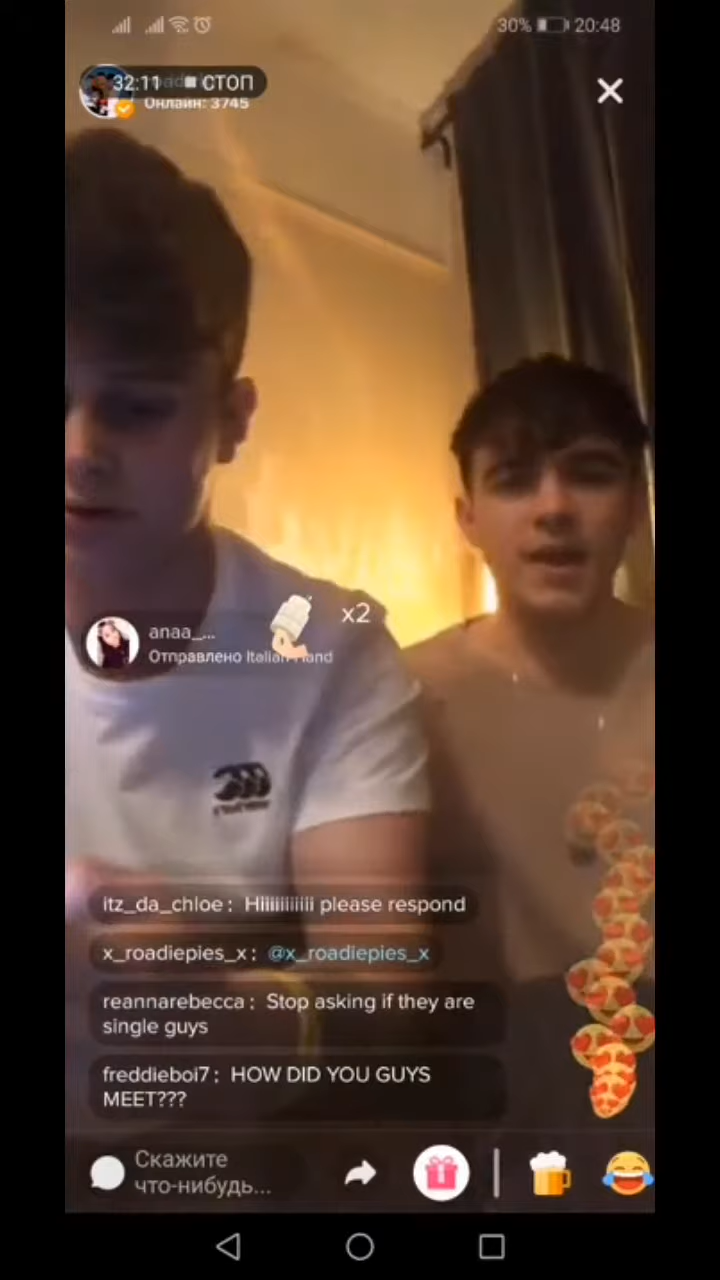 30% 20:48
32:11 СТОП
Онлайн: 3745
x2
anaa_...
Отправлено Italian Hand
itz_da_chloe: Hiiiiiiiiiii please respond
x_roadiepies_x: @x_roadiepies_x
reannarebecca: Stop asking if they are
single guys
freddieboi7: HOW DID YOU GUYS
MEET???
Скажите
что-нибудь...